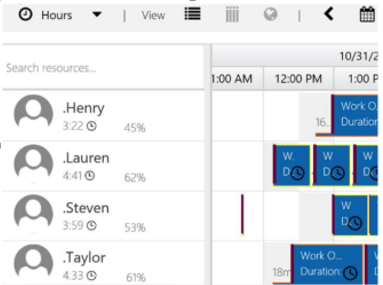 Hours | View |
10/31/2
Search resources...
1:00 AM 12:00 PM 1:00 P
.Henry
3:22 45%
16. Work O.
Duration
.Lauren
4:41 62%
W. W. W.
D D D
.Steven
3:59 53%
W
D
.Taylor
4:33 61%
18m Work O...
Duration: